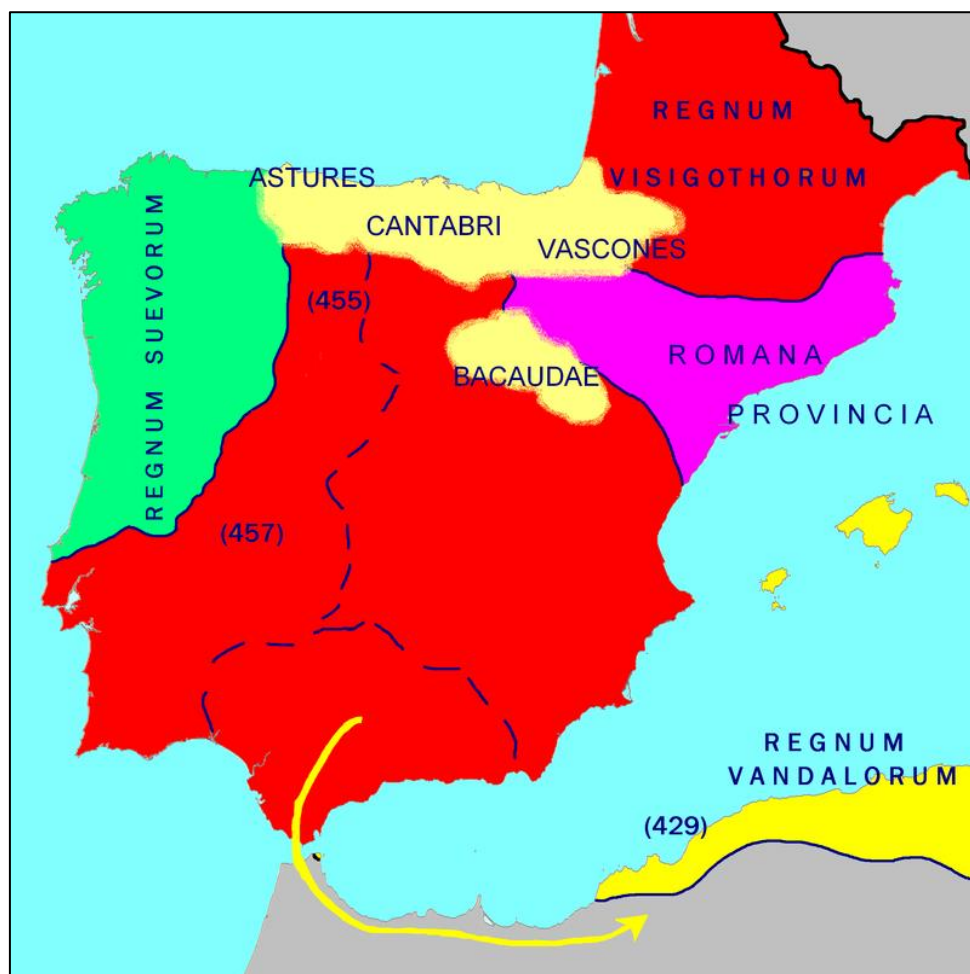 REGNUM
VISIGOTHORUM
ASTURES
CANTABRI
VASCONES
REGNUM SUEVORUM
(455)
BACAUDAE
ROMANA
PROVINCIA
(457)
REGNUM
VANDALORUM
(429)